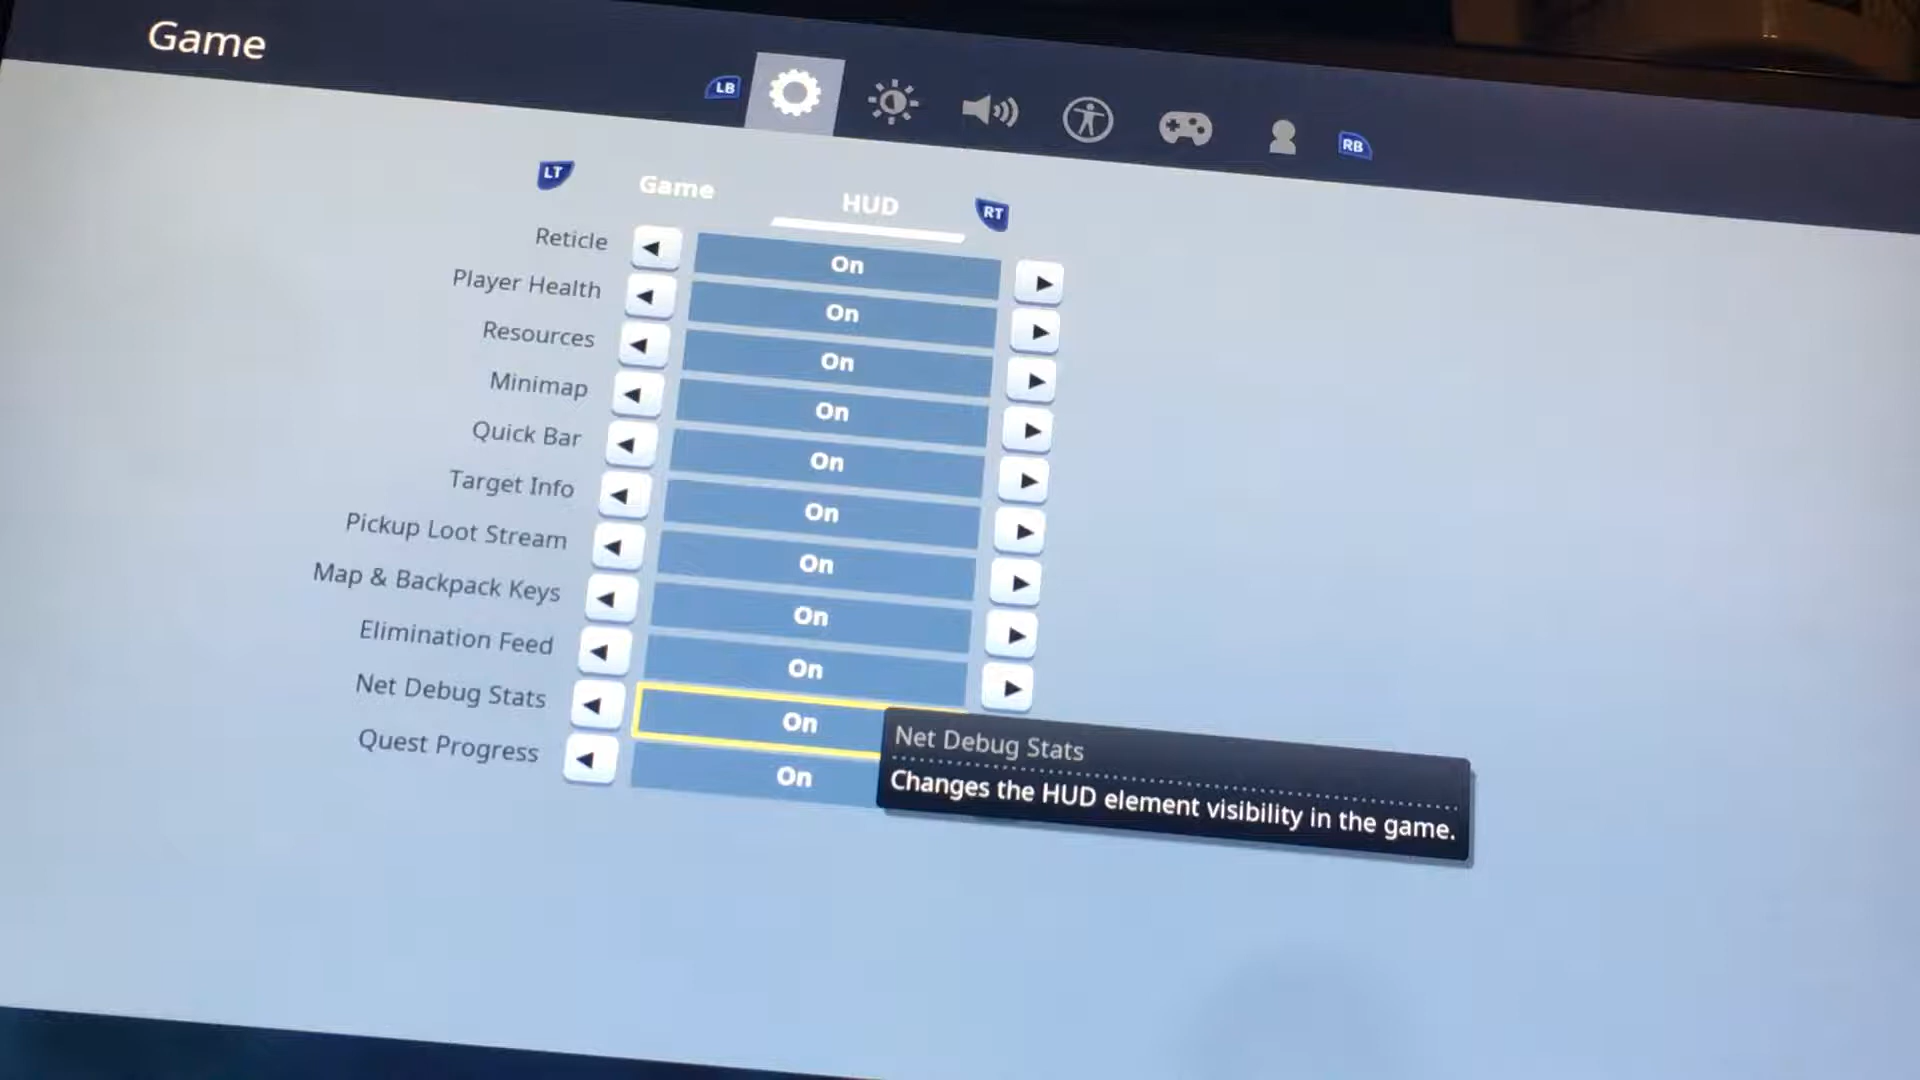 Game
LB
RB
LT
Game
HUD
RT
Reticle
On
Player Health
On
Resources
On
Minimap
On
Quick Bar
On
Target Info
On
Pickup Loot Stream
On
Map & Backpack Keys
On
Elimination Feed
On
Net Debug Stats
On
Quest Progress
On
Net Debug Stats
Changes the HUD element visibility in the game.